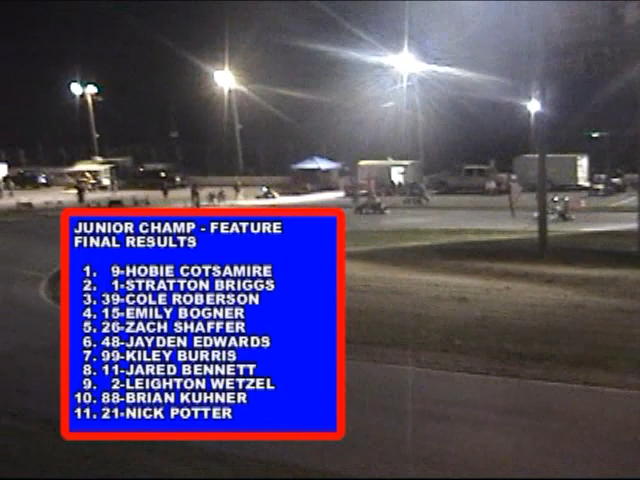 JUNIOR CHAMP - FEATURE
FINAL RESULTS
1. 9-HOBIE COTSAMIRE
2. 1-STRATTON BRIGGS
3. 39-COLE ROBERSON
4. 15-EMILY BOGNER
5. 26-ZACH SHAFFER
6. 48-JAYDEN EDWARDS
7. 99-KILEY BURRIS
8. 11-JARED BENNETT
9. 2-LEIGHTON WETZEL
10. 88-BRIAN KUHNER
11. 21-NICK POTTER